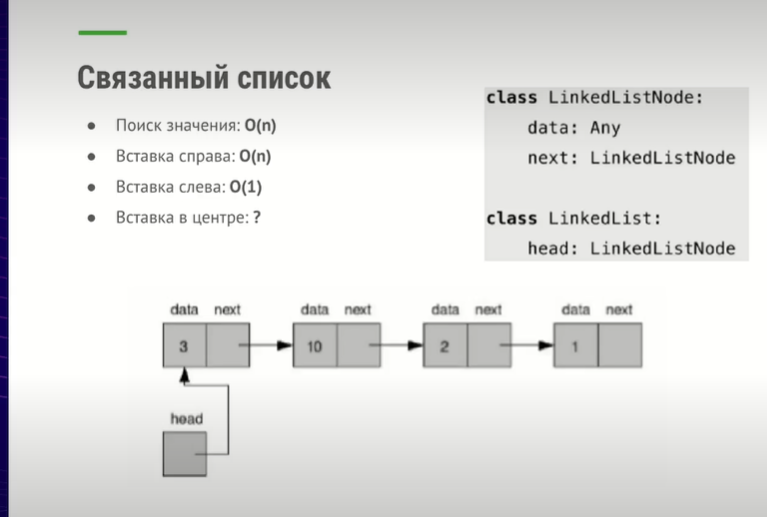 Связанный список
● Поиск значения: O(n)
● Вставка справа: O(n)
● Вставка слева: O(1)
● Вставка в центре: ?
class LinkedListNode:
    data: Any
    next: LinkedListNode
class LinkedList:
    head: LinkedListNode
data next data next data next data next
3 10 2 1
head